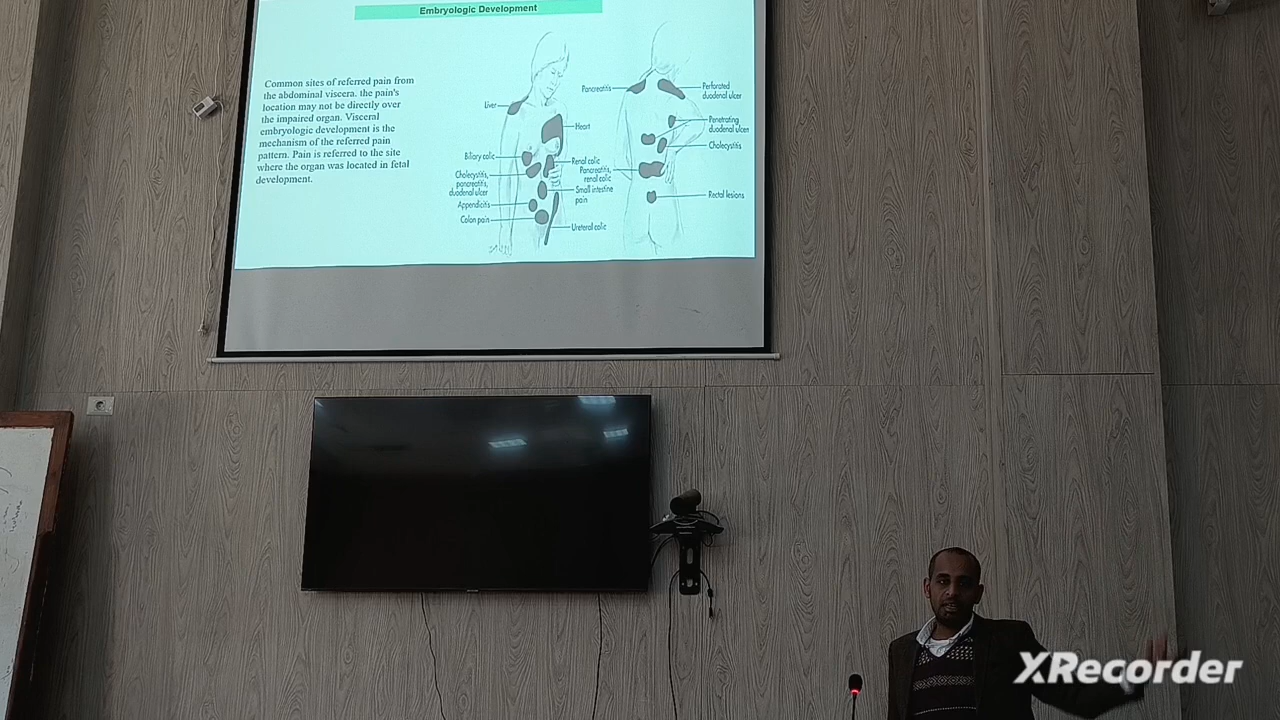 Embryologic Development
Common sites of referred pain from
the abdominal viscera. the pain's
location may not be directly over
the impaired organ. Visceral
embryologic development is the
mechanism of the referred pain
pattern. Pain is referred to the site
where the organ was located in fetal
development.
Liver
Heart
Biliary colic
Renal colic
Cholecystitis,
pancreatitis,
duodenal ulcer
Small intestine
pain
Appendicitis
Colon pain
Ureteral colic
Pancreatitis
Perforated
duodenal ulcer
Penetrating
duodenal ulcer
Cholecystitis
Pancreatitis,
renal colic
Rectal lesions
XRecorder